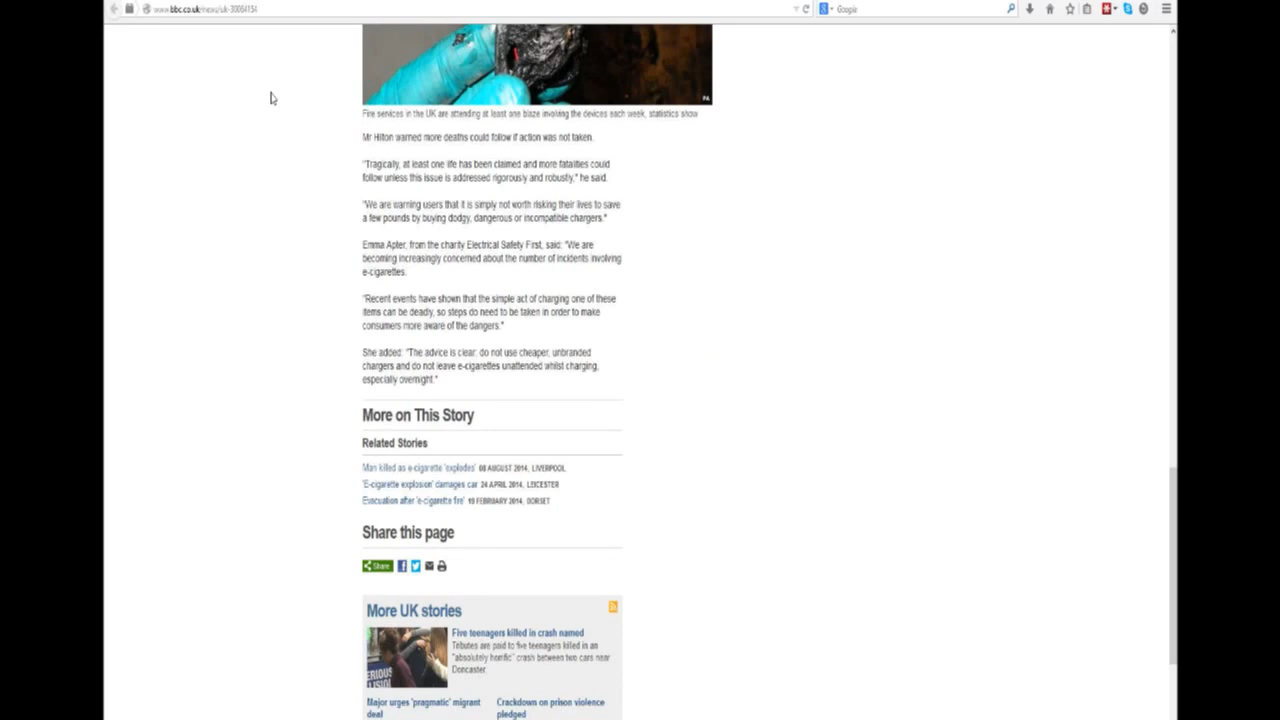 www.bbc.co.uk/news/uk-30054154
Google
PA
Fire services in the UK are attending at least one blaze involving the devices each week, statistics show
Mr Hilton warned more deaths could follow if action was not taken.
"Tragically, at least one life has been claimed and more fatalities could
follow unless this issue is addressed rigorously and robustly," he said.
"We are warning users that it is simply not worth risking their lives to save
a few pounds by buying dodgy, dangerous or incompatible chargers."
Emma Apter, from the charity Electrical Safety First, said: "We are
becoming increasingly concerned about the number of incidents involving
e-cigarettes.
"Recent events have shown that the simple act of charging one of these
items can be deadly, so steps do need to be taken in order to make
consumers more aware of the dangers."
She added: "The advice is clear: do not use cheaper, unbranded
chargers and do not leave e-cigarettes unattended whilst charging,
especially overnight."
More on This Story
Related Stories
Man killed as e-cigarette 'explodes' 08 AUGUST 2014, LIVERPOOL
'E-cigarette explosion' damages car 24 APRIL 2014, LEICESTER
Evacuation after 'e-cigarette fire' 10 FEBRUARY 2014, DORSET
Share this page
Share
More UK stories
Five teenagers killed in crash named
Tributes are paid to five teenagers killed in an
"absolutely horrific" crash between two cars near
Doncaster.
Major urges 'pragmatic' migrant
deal
Crackdown on prison violence
pledged